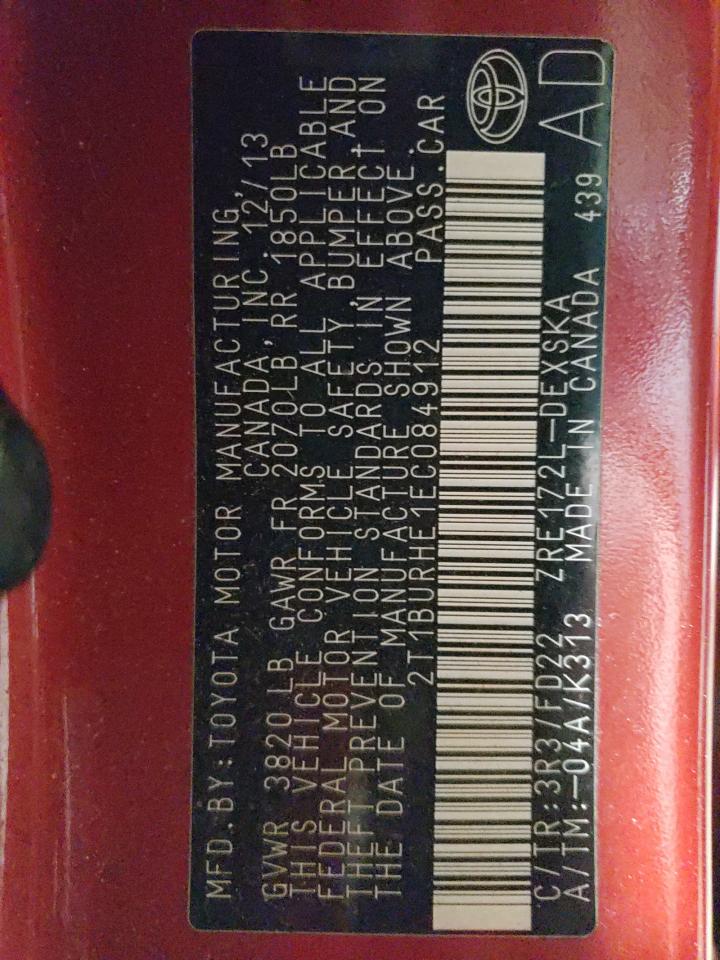 MFD. BY: TOYOTA MOTOR MANUFACTURING,
CANADA, INC. 12/13
GVWR 3820 LB GAWR FR 2070LB, RR 1850LB
THIS VEHICLE CONFORMS TO ALL APPLICABLE
FEDERAL MOTOR VEHICLE SAFETY, BUMPER AND
THEFT PREVENTION STANDARDS IN EFFECT ON
THE DATE OF MANUFACTURE SHOWN ABOVE.
2T1BURHE1EC084912 PASS. CAR
C/TR:3R3/FD22 ZRE172L-DEXSKA
A/TM:-04A/K313 MADE IN CANADA 439 AD